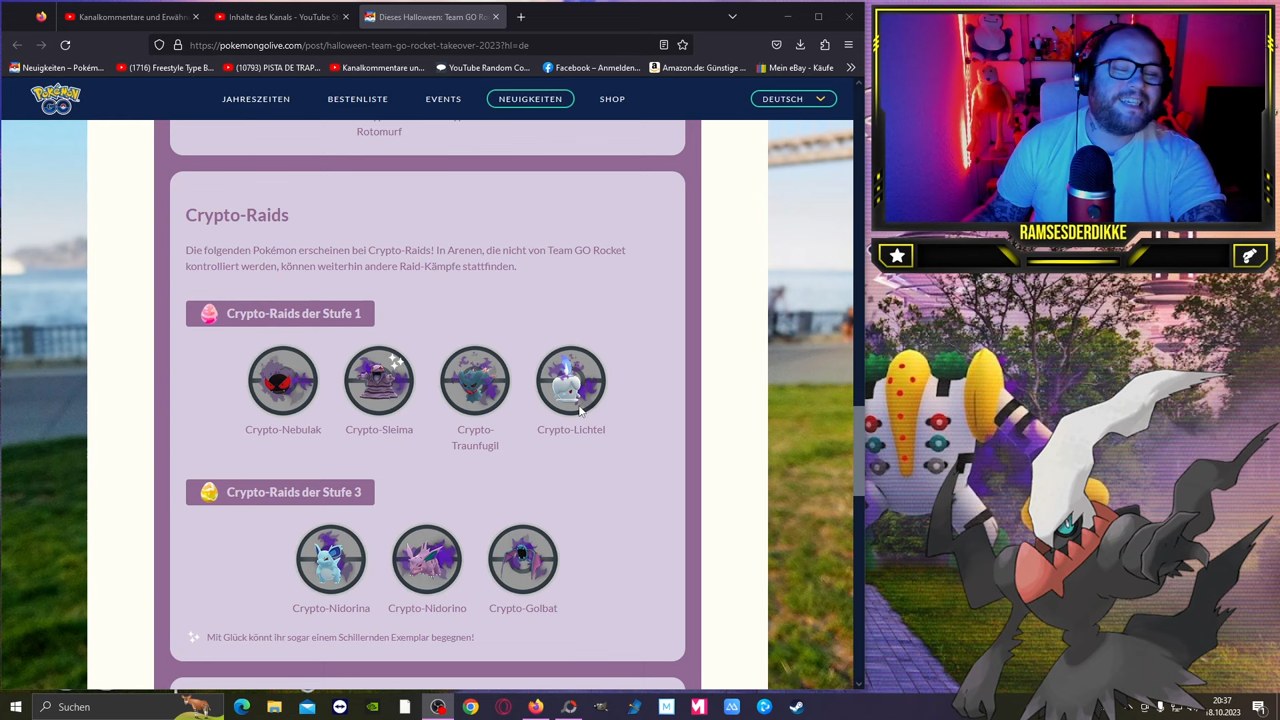 Kanalkommentare und Erwähn
Inhalte des Kanals - YouTube S
Dieses Halloween: Team GO Ro
https://pokemongolive.com/post/halloween-team-go-rocket-takeover-2023?hl=de
Neuigkeiten – Pokém...
(1716) Freestyle Type B...
(10793) PISTA DE TRAP...
Kanalkommentare un...
YouTube Random Co...
Facebook – Anmelden...
Amazon.de: Günstige ...
Mein eBay - Käufe
POKÉMON GO
JAHRESZEITEN
BESTENLISTE
EVENTS
NEUIGKEITEN
SHOP
DEUTSCH
RAMSESDERDIKKE
Rotomurf
Crypto-Raids
Die folgenden Pokémon erscheinen bei Crypto-Raids! In Arenen, die nicht von Team GO Rocket
kontrolliert werden, können weiterhin andere Raid-Kämpfe stattfinden.
Crypto-Raids der Stufe 1
Crypto-Nebulak
Crypto-Sleima
Crypto-
Traunfugil
Crypto-Lichtel
Crypto-Raids der Stufe 3
Crypto-Nidorina
Crypto-Nidorino
Crypto-Golbat
Mit Glück könnt ihr sogar einem Schillernden Exemplar begegnen!
Suchen
20:37
18.10.2023